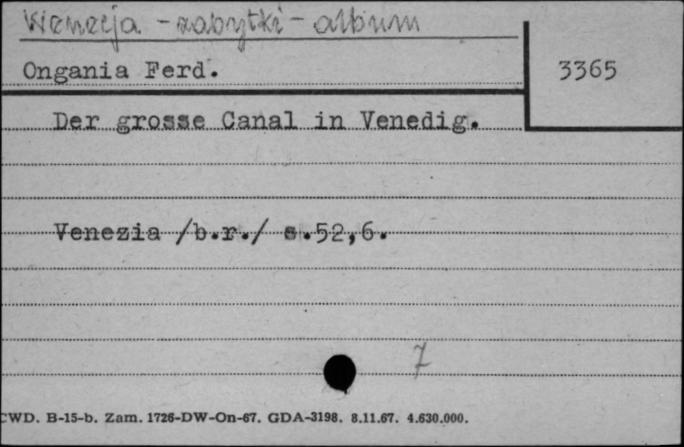 Wenecja - zabytki - album
Ongania Ferd.
3365
Der grosse Canal in Venedig.
Venezia /b.r./ s.52,6.
7
CWD. B-15-b. Zam. 1726-DW-On-67. GDA-3198. 8.11.67. 4.630.000.